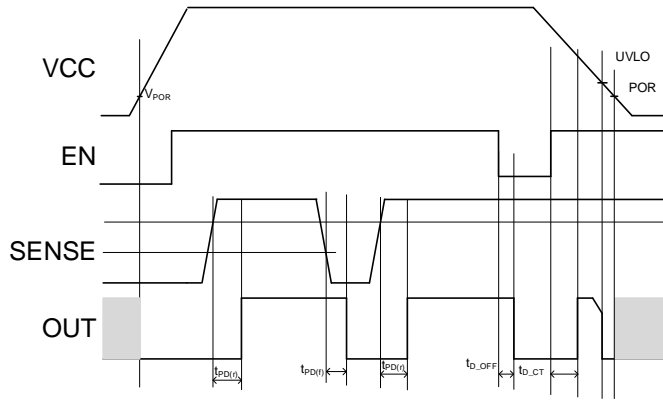 VCC
UVLO
V_POR
POR
EN
SENSE
OUT
t_PD(r)
t_PD(f)
t_PD(r)
t_D_OFF
t_D_CT